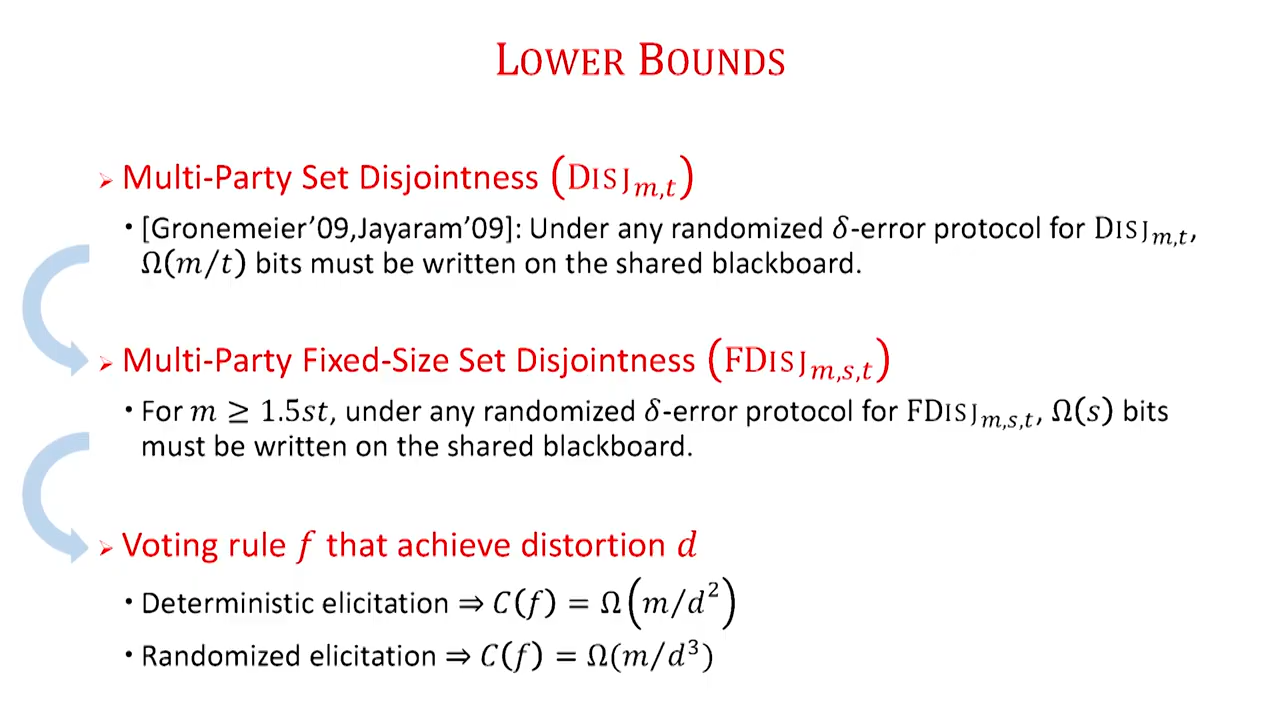 LOWER BOUNDS
➢ Multi-Party Set Disjointness (DISJ_{m,t})
• [Gronemeier’09,Jayaram’09]: Under any randomized δ-error protocol for DISJ_{m,t},
Ω(m/t) bits must be written on the shared blackboard.
➢ Multi-Party Fixed-Size Set Disjointness (FDISJ_{m,s,t})
• For m ≥ 1.5st, under any randomized δ-error protocol for FDISJ_{m,s,t}, Ω(s) bits
must be written on the shared blackboard.
➢ Voting rule f that achieve distortion d
• Deterministic elicitation ⇒ C(f) = Ω(m/d²)
• Randomized elicitation ⇒ C(f) = Ω(m/d³)